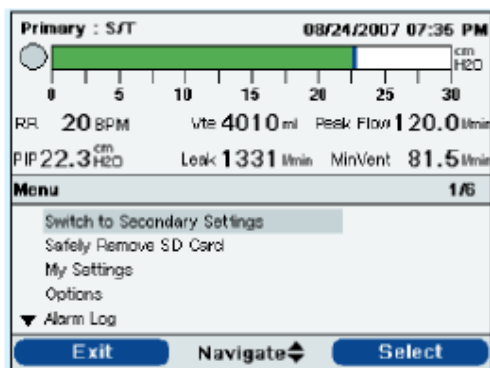 Primary : S/T 08/24/2007 07:36 PM
cm
H2O
0 5 10 15 20 25 30
RR 20 BPM Vte 4010 ml Peak Flow 120.0 l/min
PIP 22.3 cm H2O Leak 1331 l/min MinVent 81.5 l/min
Menu 1/6
Switch to Secondary Settings
Safely Remove SD Card
My Settings
Options
Alarm Log
Exit Navigate Select